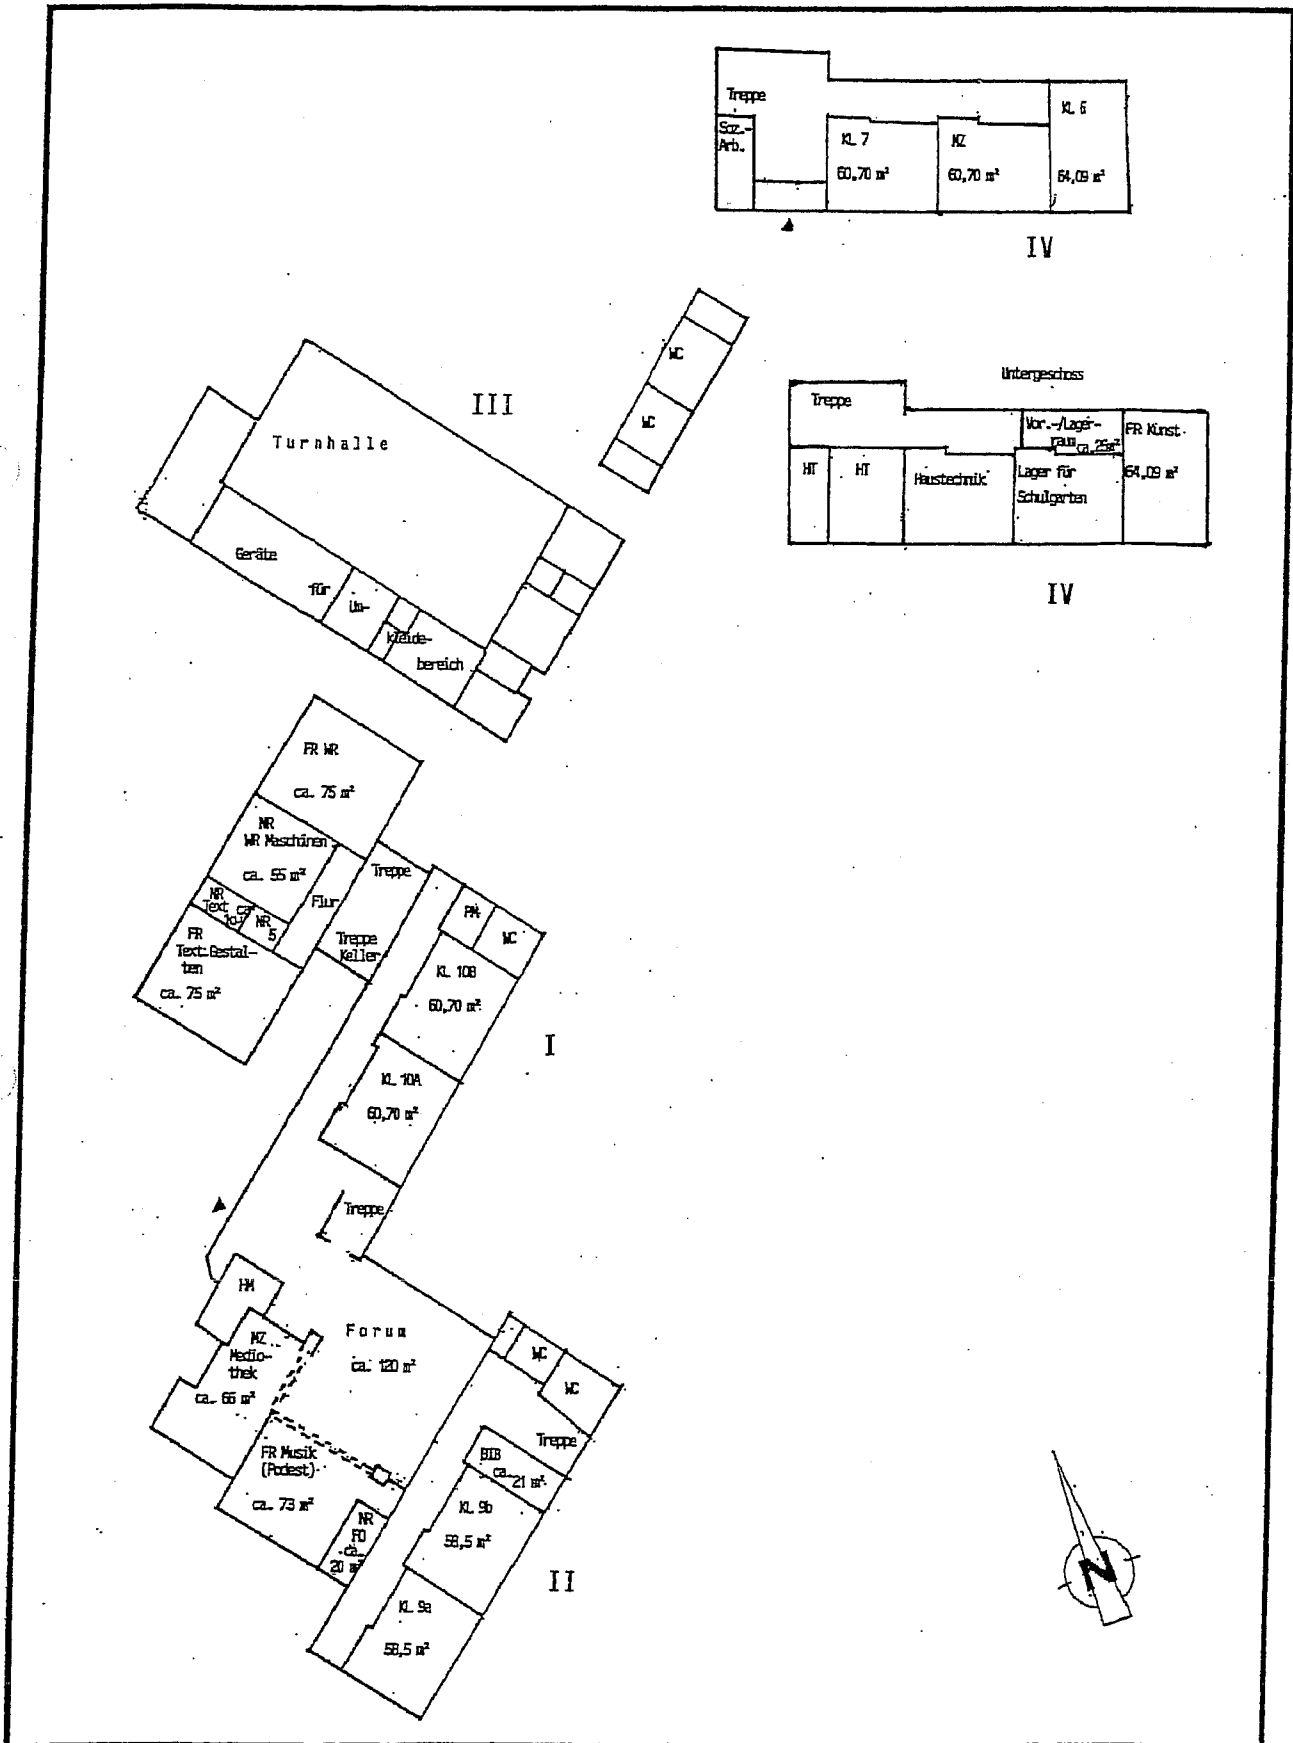 Treppe
Soz.-
Arb.
KL 7
60,70 m²
MZ
60,70 m²
KL 6
64,09 m²
IV
WC
WC
Untergeschoss
Treppe
Vor.-/Lager-
raum
ca. 25m²
FR Kunst
64,09 m²
HT
HT
Haustechnik
Lager für
Schulgarten
IV
III
Turnhalle
Geräte
für
Um-
kleide-
bereich
FR WR
ca. 75 m²
NR
WR Maschinen
ca. 55 m²
NR
Text
ca
NR
5
Flur
Treppe
Treppe
Keller
FR
Text.Gestal-
ten
ca. 75 m²
WC
KL 10B
60,70 m²
I
KL 10A
60,70 m²
Treppe
HM
MZ
Medio-
thek
ca. 66 m²
Forum
ca. 120 m²
WC
WC
Treppe
BIB
ca.
21 m²
FR Musik
(Podest)
ca. 73 m²
NR
FO
ca.
20 m²
KL 9b
58,5 m²
KL 9a
58,5 m²
II
N